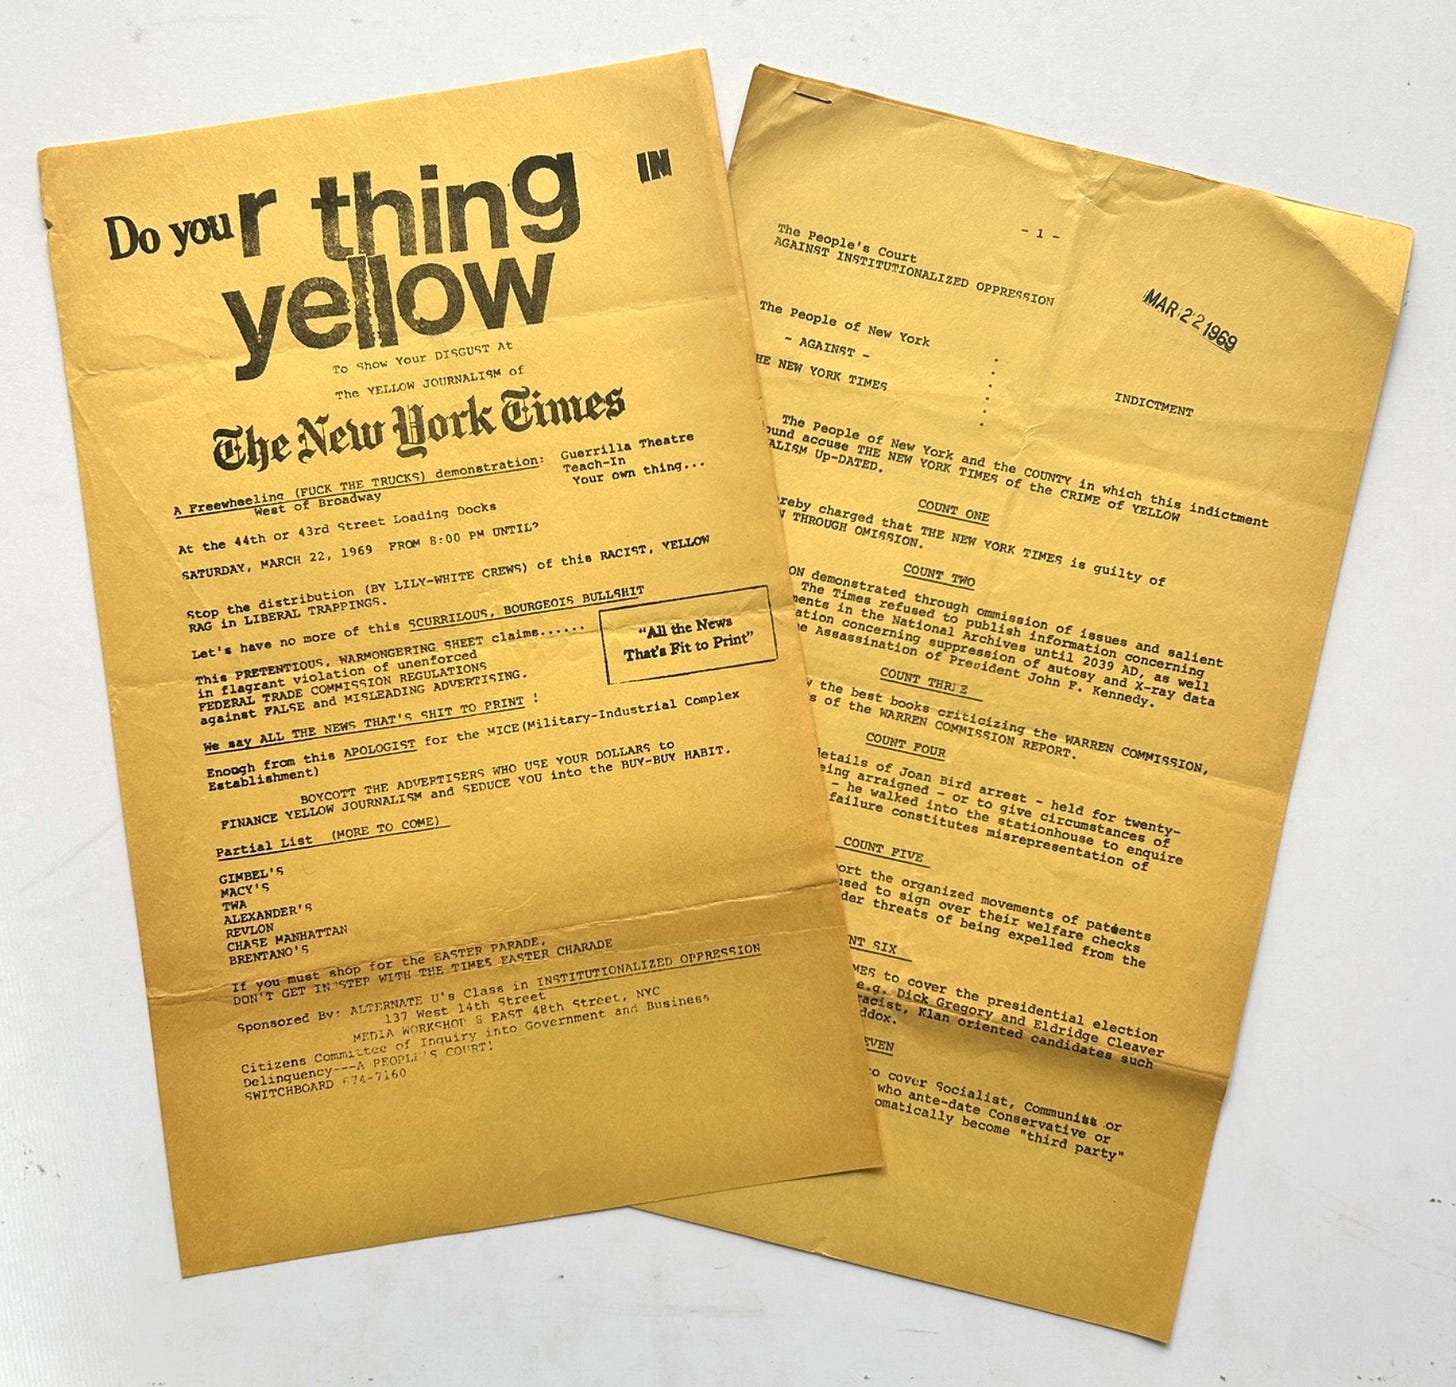 Do your thing IN
yellow
To Show Your DISGUST At
The YELLOW JOURNALISM of
The New York Times
A Freewheeling (FUCK THE TRUCKS) demonstration: Guerrilla Theatre
West of Broadway Teach-In
Your own thing...
At the 44th or 43rd Street Loading Docks
SATURDAY, MARCH 22, 1969 FROM 8:00 PM UNTIL?
Stop the distribution (BY LILY-WHITE CREWS) of this RACIST, YELLOW
RAG in LIBERAL TRAPPINGS.
Let's have no more of this SCURRILOUS, BOURGEOIS BULLSHIT
This PRETENTIOUS, WARMONGERING SHEET claims......
in flagrant violation of unenforced
FEDERAL TRADE COMMISSION REGULATIONS
against FALSE and MISLEADING ADVERTISING.
"All the News
That's Fit to Print"
We say ALL THE NEWS THAT'S SHIT TO PRINT !
Enough from this APOLOGIST for the MICE(Military-Industrial Complex
Establishment)
BOYCOTT THE ADVERTISERS WHO USE YOUR DOLLARS to
FINANCE YELLOW JOURNALISM and SEDUCE YOU into the BUY-BUY HABIT.
Partial List (MORE TO COME)
GIMBEL'S
MACY'S
TWA
ALEXANDER'S
REVLON
CHASE MANHATTAN
BRENTANO'S
If you must shop for the EASTER PARADE,
DON'T GET IN STEP WITH THE TIMES EASTER CHARADE
Sponsored By: ALTERNATE U's Class in INSTITUTIONALIZED OPPRESSION
137 West 14th Street
MEDIA WORKSHOP 8 EAST 48th Street, NYC
Citizens Committee of Inquiry into Government and Business
Delinquency---A PEOPLE'S COURT!
SWITCHBOARD 674-7160
- 1 -
The People's Court
AGAINST INSTITUTIONALIZED OPPRESSION
MAR 22 1969
The People of New York
- AGAINST -
HE NEW YORK TIMES
INDICTMENT
The People of New York and the COUNTY in which this indictment
ound accuse THE NEW YORK TIMES of the CRIME of YELLOW
ALISM Up-DATED.
COUNT ONE
reby charged that THE NEW YORK TIMES is guilty of
N THROUGH OMISSION.
COUNT TWO
ON demonstrated through ommission of issues and salient
The Times refused to publish information concerning
ments in the National Archives until 2039 AD, as well
ation concerning suppression of autosy and X-ray data
e Assassination of President John F. Kennedy.
COUNT THREE
w the best books criticizing the WARREN COMMISSION,
s of the WARREN COMMISSION REPORT.
COUNT FOUR
details of Joan Bird arrest - held for twenty-
eing arraigned - or to give circumstances of
- he walked into the stationhouse to enquire
failure constitutes misrepresentation of
COUNT FIVE
ort the organized movements of patients
used to sign over their welfare checks
der threats of being expelled from the
NT SIX
MES to cover the presidential election
e.g. Dick Gregory and Eldridge Cleaver
racist, Klan oriented candidates such
ddox.
EVEN
o cover Socialist, Communist or
who ante-date Conservative or
omatically become "third party"